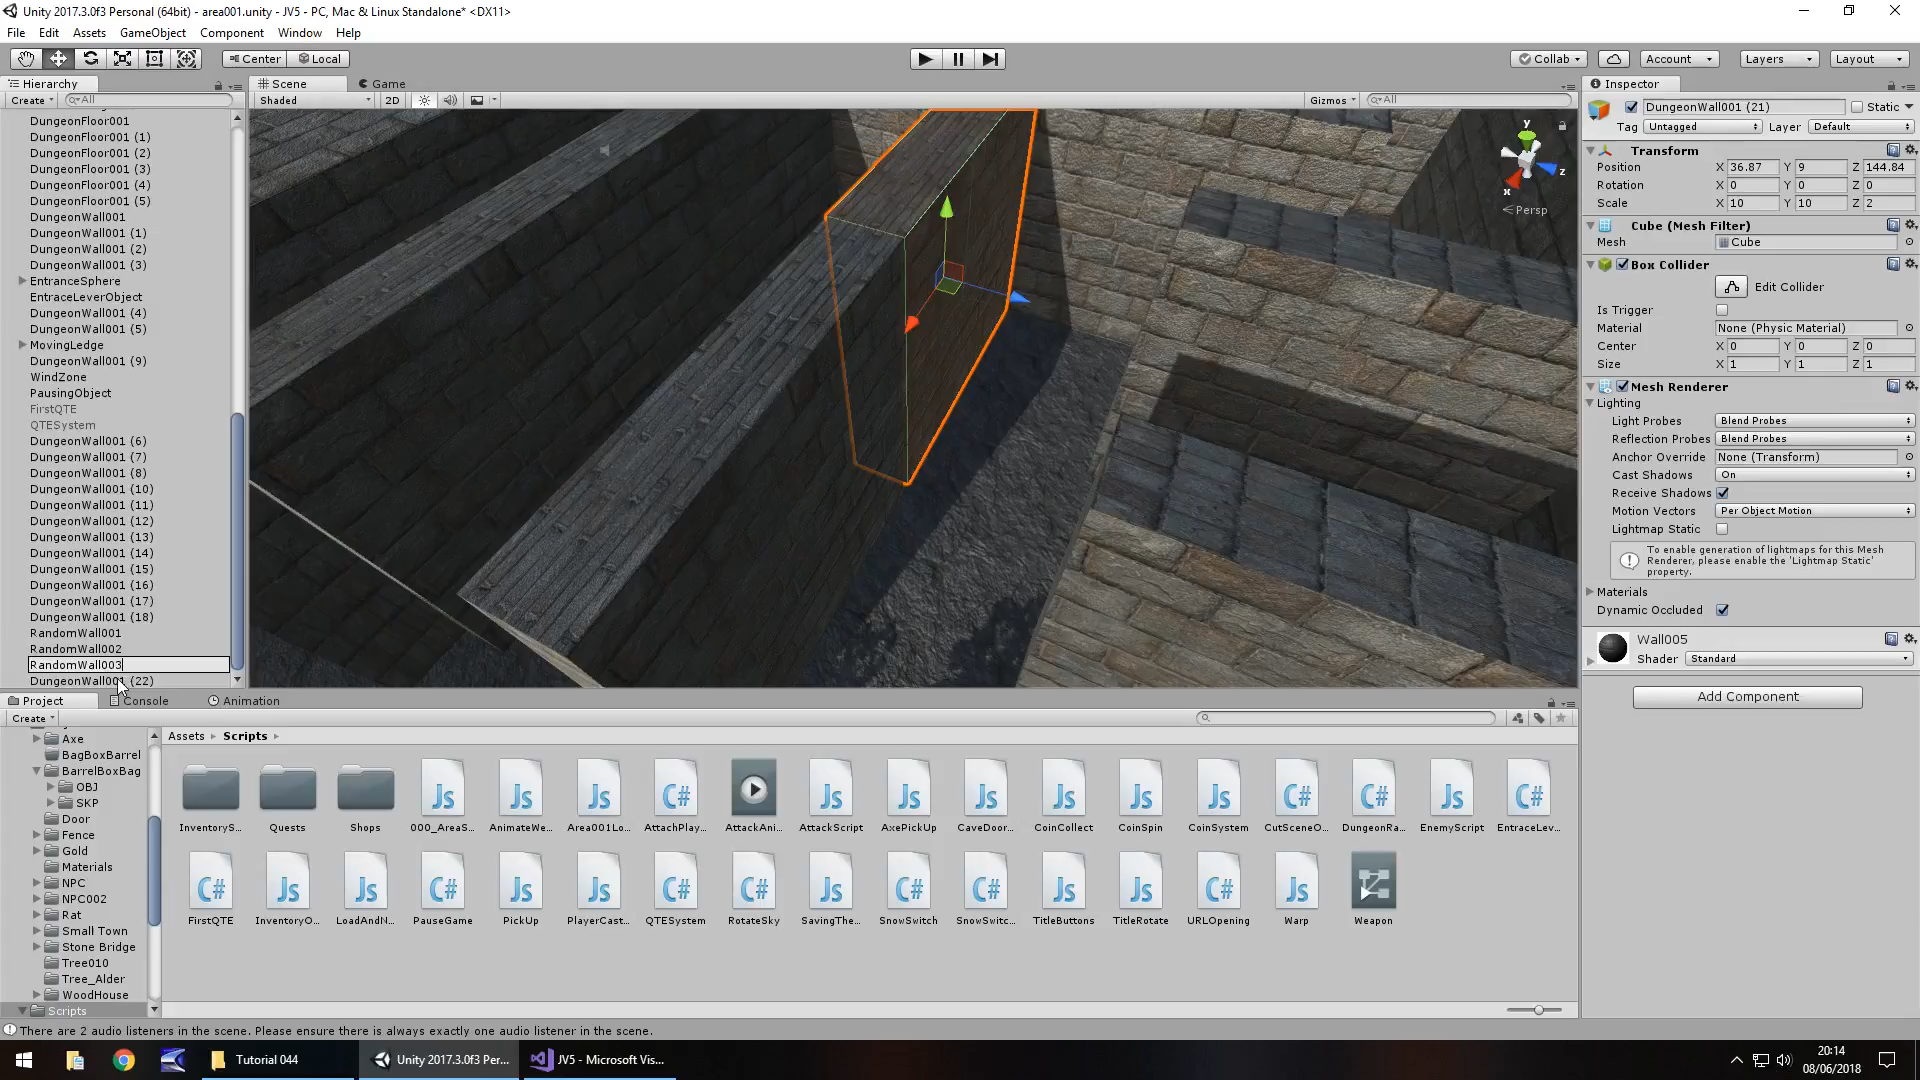 Unity 2017.3.0f3 Personal (64bit) - area001.unity - JV5 - PC, Mac & Linux Standalone* <DX11>
File Edit Assets GameObject Component Window Help
Center Local Collab Account Layers Layout
Hierarchy
Create All
DungeonFloor001
DungeonFloor001 (1)
DungeonFloor001 (2)
DungeonFloor001 (3)
DungeonFloor001 (4)
DungeonFloor001 (5)
DungeonWall001
DungeonWall001 (1)
DungeonWall001 (2)
DungeonWall001 (3)
EntranceSphere
EntraceLeverObject
DungeonWall001 (4)
DungeonWall001 (5)
MovingLedge
DungeonWall001 (9)
WindZone
PausingObject
FirstQTE
QTESystem
DungeonWall001 (6)
DungeonWall001 (7)
DungeonWall001 (8)
DungeonWall001 (10)
DungeonWall001 (11)
DungeonWall001 (12)
DungeonWall001 (13)
DungeonWall001 (14)
DungeonWall001 (15)
DungeonWall001 (16)
DungeonWall001 (17)
DungeonWall001 (18)
RandomWall001
RandomWall002
RandomWall003
DungeonWall001 (22)
Scene Game
Shaded 2D Gizmos All
y
z
x
Persp
Inspector
DungeonWall001 (21) Static
Tag Untagged Layer Default
Transform
Position X 36.87 Y 9 Z 144.84
Rotation X 0 Y 0 Z 0
Scale X 10 Y 10 Z 2
Cube (Mesh Filter)
Mesh Cube
Box Collider
Edit Collider
Is Trigger
Material None (Physic Material)
Center X 0 Y 0 Z 0
Size X 1 Y 1 Z 1
Mesh Renderer
Lighting
Light Probes Blend Probes
Reflection Probes Blend Probes
Anchor Override None (Transform)
Cast Shadows On
Receive Shadows
Motion Vectors Per Object Motion
Lightmap Static
To enable generation of lightmaps for this Mesh
Renderer, please enable the 'Lightmap Static'
property.
Materials
Dynamic Occluded
Wall005
Shader Standard
Add Component
Project Console Animation
Create
Axe
BagBoxBarrel
BarrelBoxBag
OBJ
SKP
Door
Fence
Gold
Materials
NPC
NPC002
Rat
Small Town
Stone Bridge
Tree010
Tree_Alder
WoodHouse
Scripts
Assets Scripts
InventoryS... Quests Shops 000_AreaS... AnimateWe... Area001Lo... AttachPlay... AttackAni... AttackScript AxePickUp CaveDoor... CoinCollect CoinSpin CoinSystem CutSceneO... DungeonRa... EnemyScript EntraceLev...
FirstQTE InventoryO... LoadAndN... PauseGame PickUp PlayerCast... QTESystem RotateSky SavingThe... SnowSwitch SnowSwitc... TitleButtons TitleRotate URLOpening Warp Weapon
There are 2 audio listeners in the scene. Please ensure there is always exactly one audio listener in the scene.
Tutorial 044 Unity 2017.3.0f3 Per... JV5 - Microsoft Vis...
20:14
08/06/2018